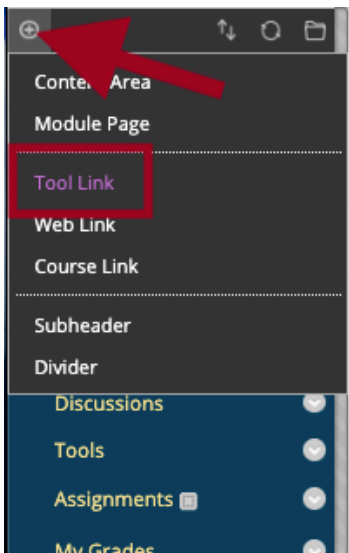 Content Area
Module Page
Tool Link
Web Link
Course Link
Subheader
Divider
Discussions
Tools
Assignments
My Grades